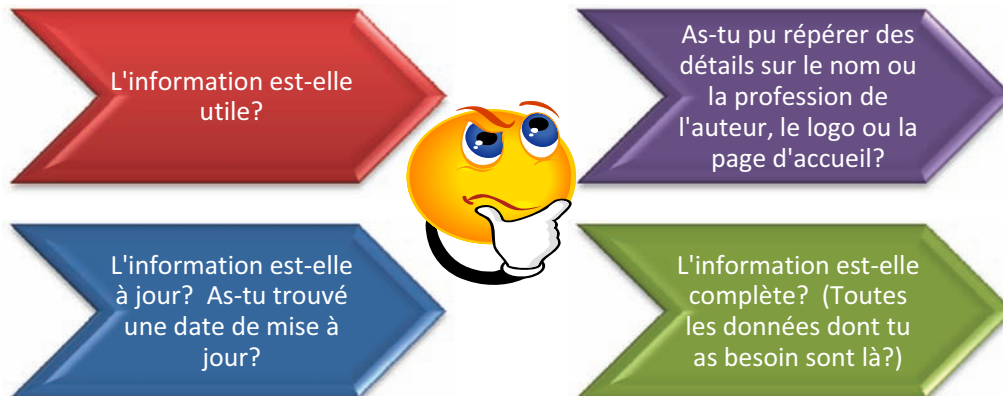 L'information est-elle
utile?
As-tu pu répérer des
détails sur le nom ou
la profession de
l'auteur, le logo ou la
page d'accueil?
L'information est-elle
à jour?  As-tu trouvé
une date de mise à
jour?
L'information est-elle
complète?  (Toutes
les données dont tu
as besoin sont là?)